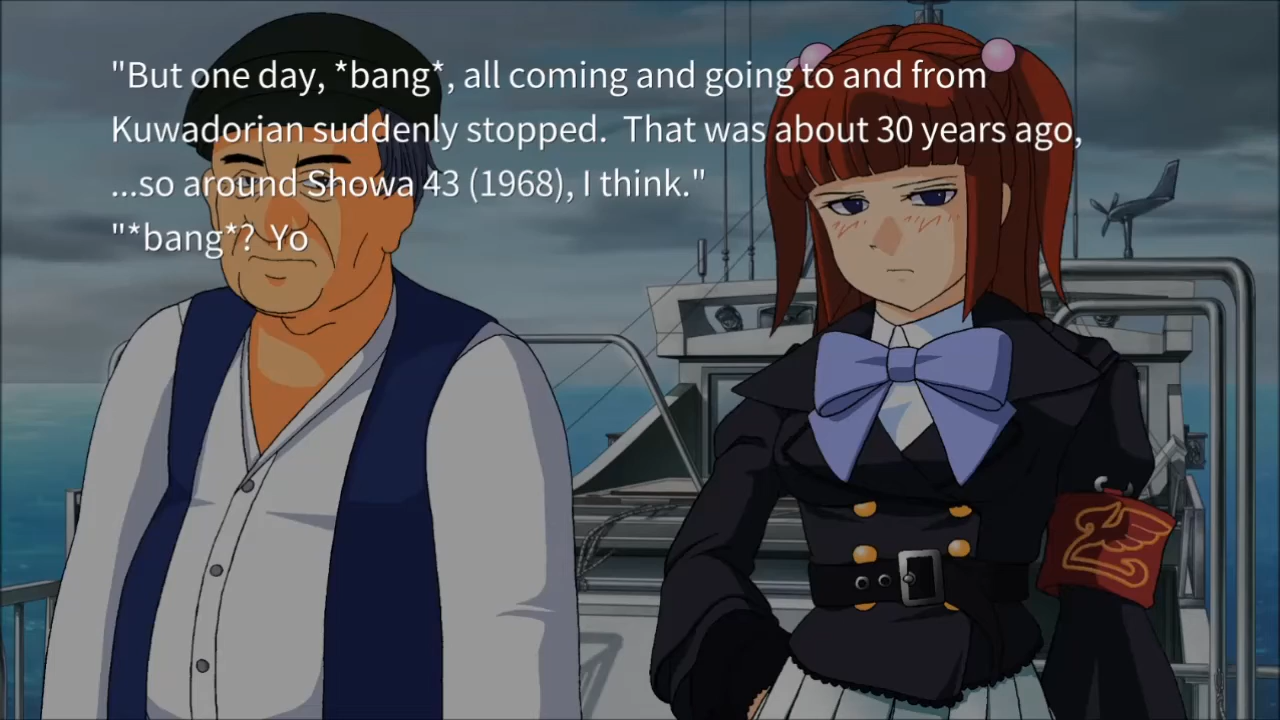 "But one day, *bang*, all coming and going to and from
Kuwadorian suddenly stopped.  That was about 30 years ago,
...so around Showa 43 (1968), I think."
"*bang*?  Yo